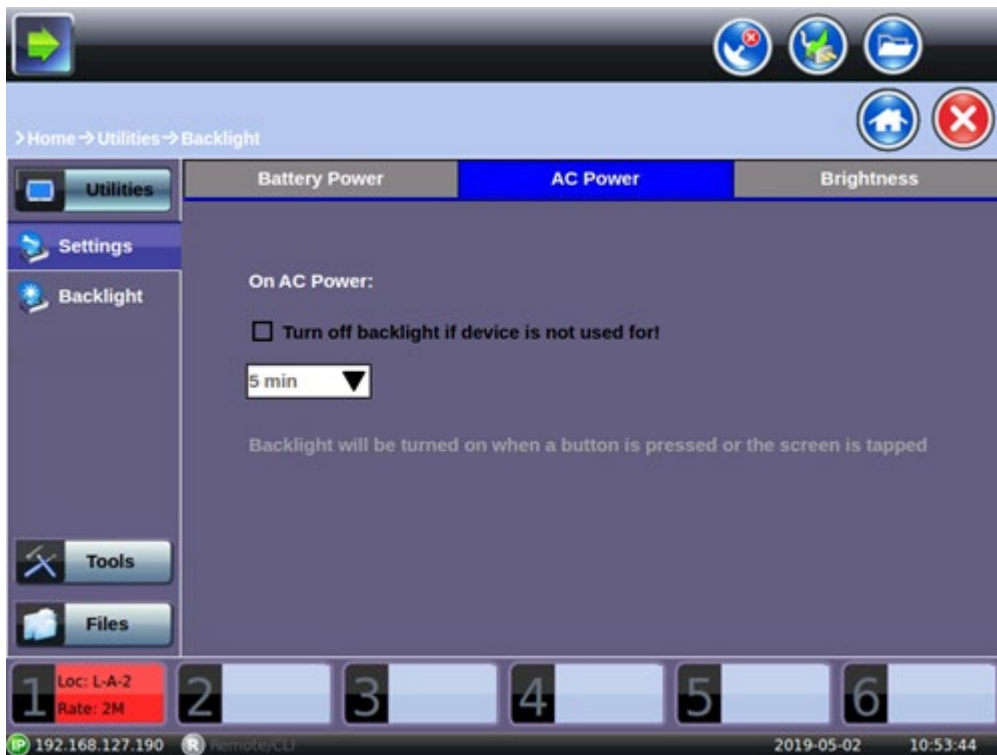 >Home→Utilities→Backlight
Utilities
Battery Power
AC Power
Brightness
Settings
Backlight
On AC Power:
Turn off backlight if device is not used for!
5 min
Backlight will be turned on when a button is pressed or the screen is tapped
Tools
Files
1
Loc: L-A-2
Rate: 2M
2
3
4
5
6
IP 192.168.127.190
R Remote/CLI
2019-05-02 10:53:44